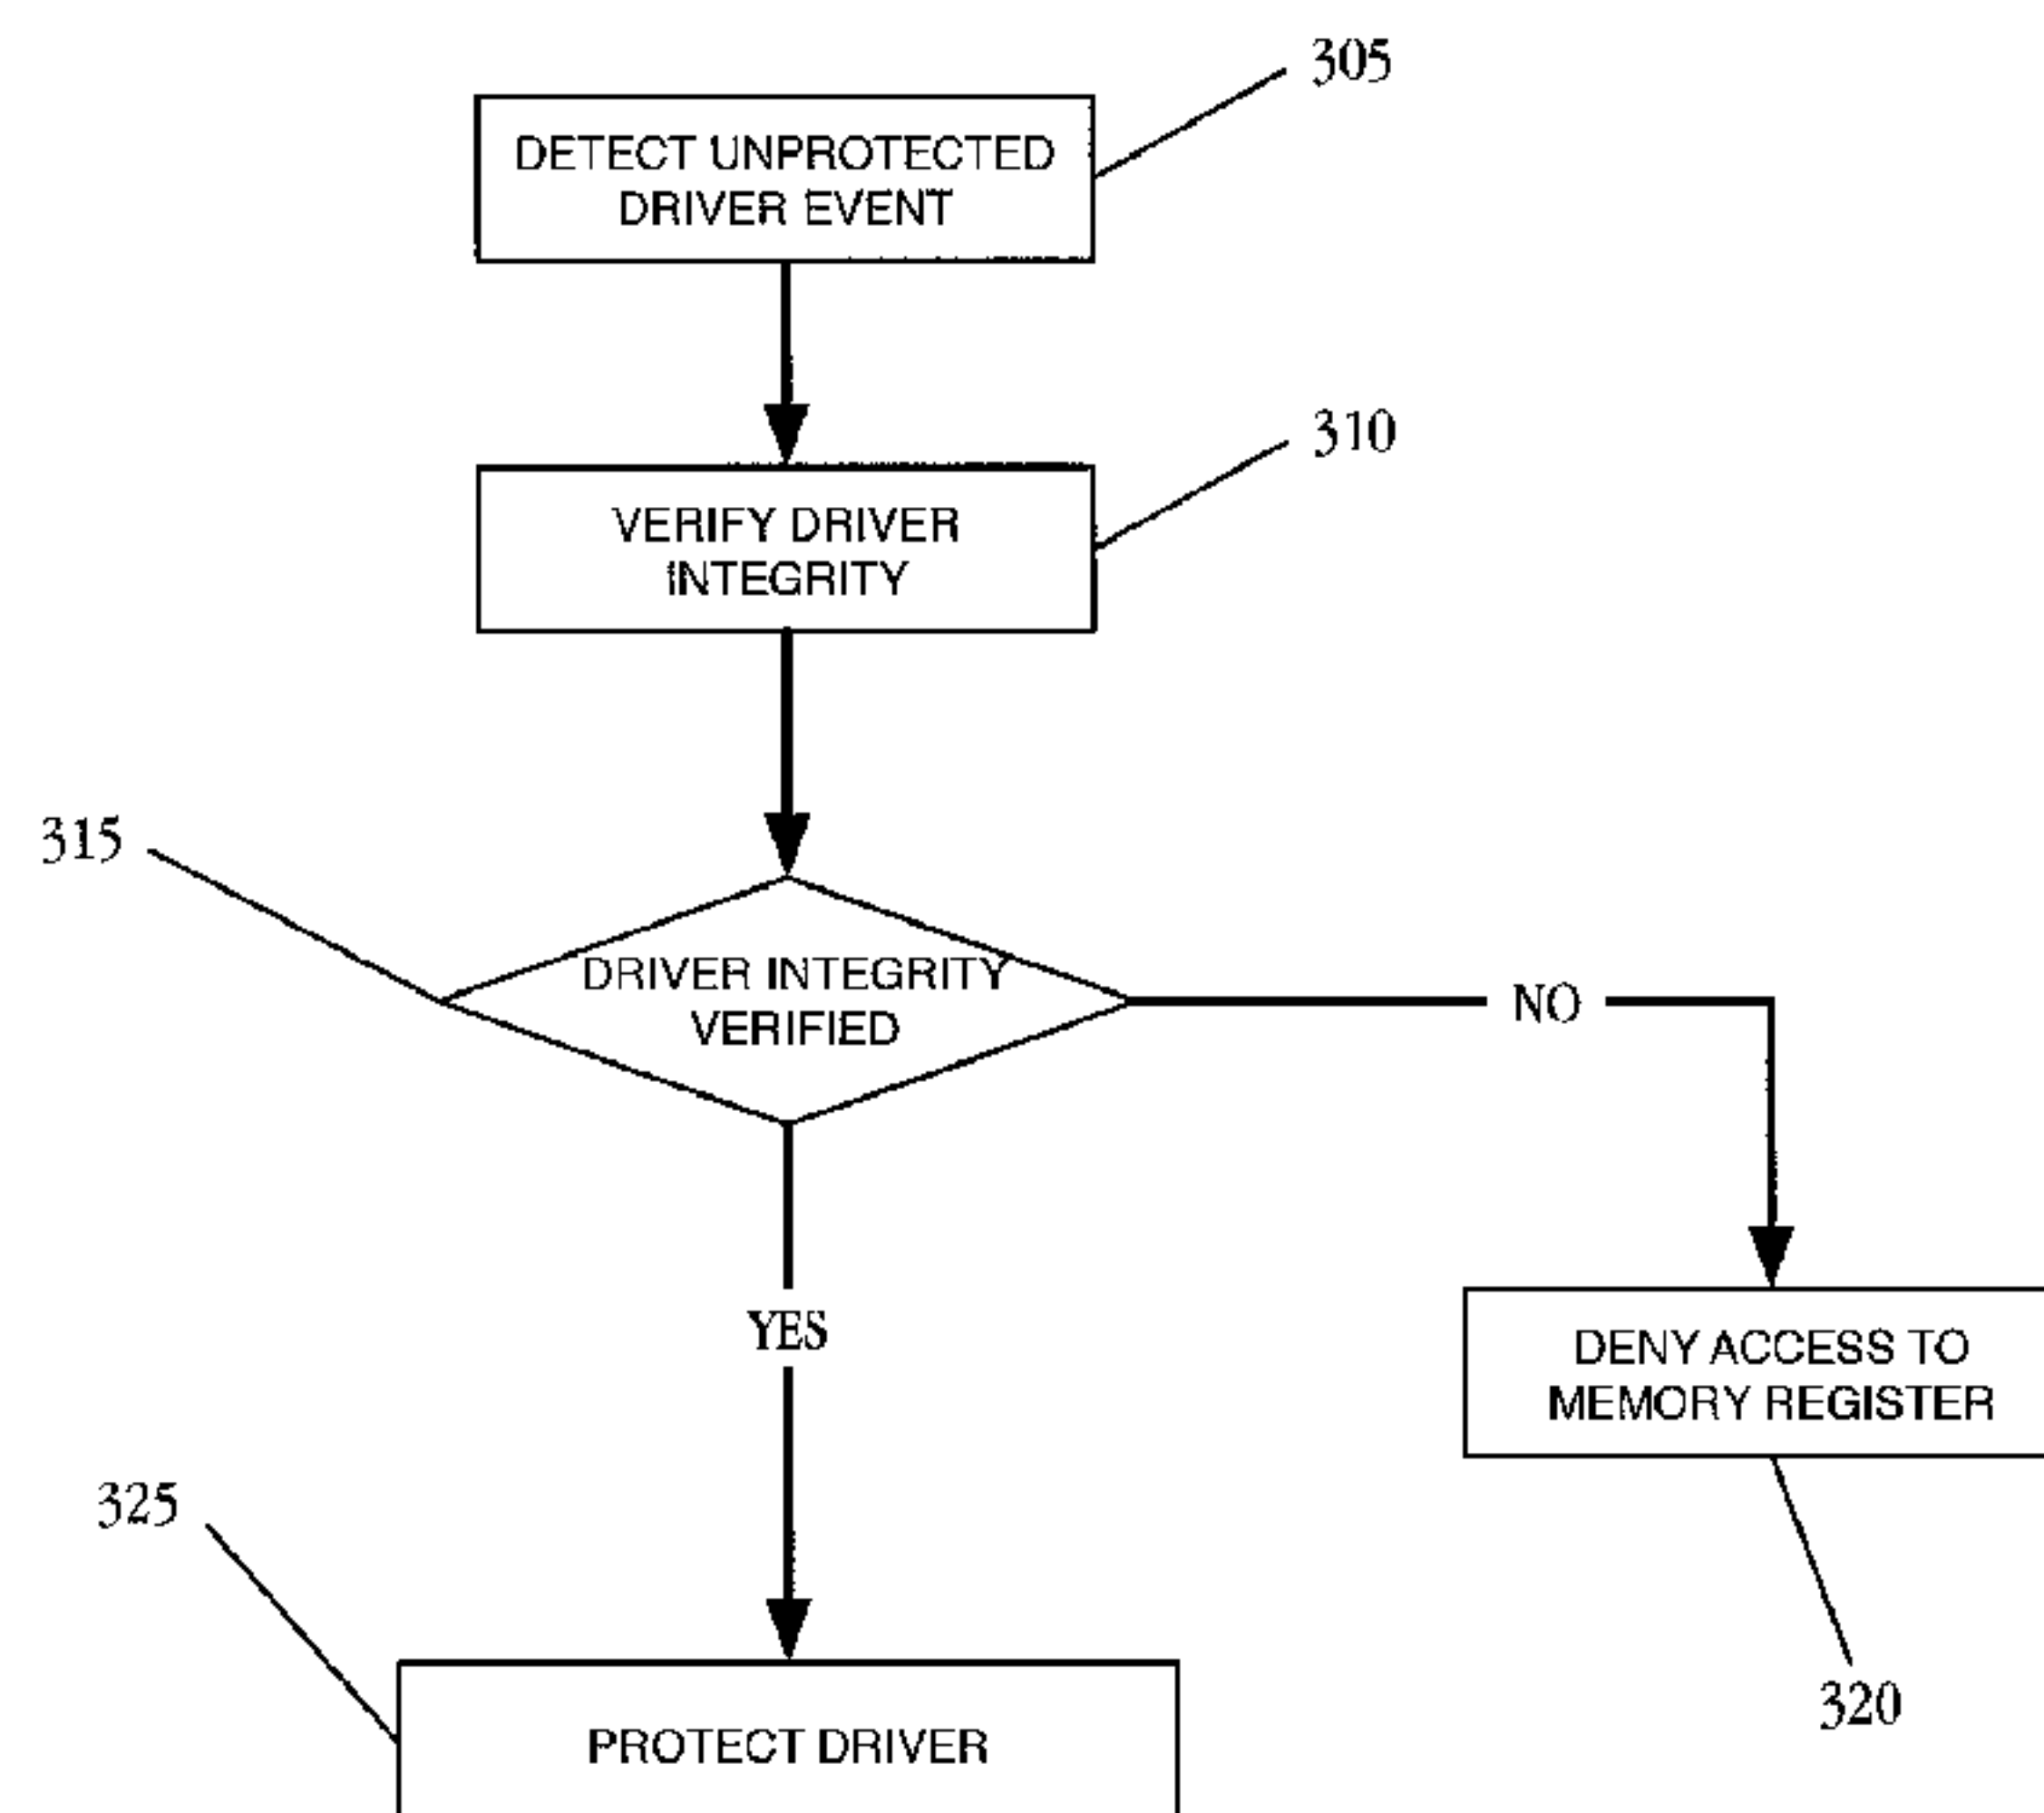 305
DETECT UNPROTECTED
DRIVER EVENT
310
VERIFY DRIVER
INTEGRITY
315
DRIVER INTEGRITY
VERIFIED
NO
YES
DENY ACCESS TO
MEMORY REGISTER
325
320
PROTECT DRIVER